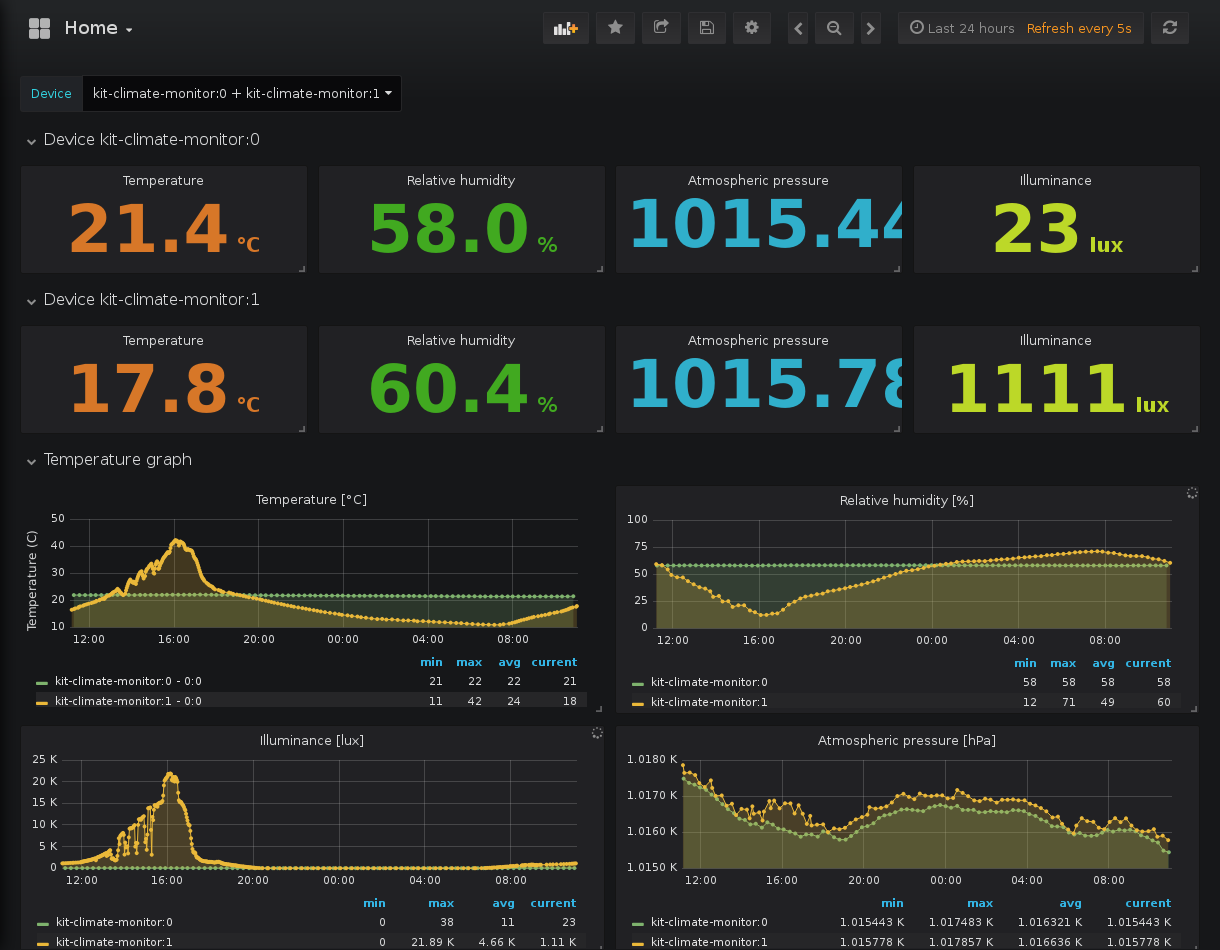 Home
Last 24 hours Refresh every 5s
Device kit-climate-monitor:0 + kit-climate-monitor:1
Device kit-climate-monitor:0
Temperature Relative humidity Atmospheric pressure Illuminance
21.4 °C 58.0 % 1015.44 23 lux
Device kit-climate-monitor:1
Temperature Relative humidity Atmospheric pressure Illuminance
17.8 °C 60.4 % 1015.78 1111 lux
Temperature graph
Temperature [°C]
Temperature (C)
50
40
30
20
10
12:00 16:00 20:00 00:00 04:00 08:00
min max avg current
kit-climate-monitor:0 - 0:0 21 22 22 21
kit-climate-monitor:1 - 0:0 11 42 24 18
Relative humidity [%]
100
75
50
25
0
12:00 16:00 20:00 00:00 04:00 08:00
min max avg current
kit-climate-monitor:0 58 58 58 58
kit-climate-monitor:1 12 71 49 60
Illuminance [lux]
25 K
20 K
15 K
10 K
5 K
0
12:00 16:00 20:00 00:00 04:00 08:00
min max avg current
kit-climate-monitor:0 0 38 11 23
kit-climate-monitor:1 0 21.89 K 4.66 K 1.11 K
Atmospheric pressure [hPa]
1.0180 K
1.0170 K
1.0160 K
1.0150 K
12:00 16:00 20:00 00:00 04:00 08:00
min max avg current
kit-climate-monitor:0 1.015443 K 1.017483 K 1.016321 K 1.015443 K
kit-climate-monitor:1 1.015778 K 1.017857 K 1.016636 K 1.015778 K